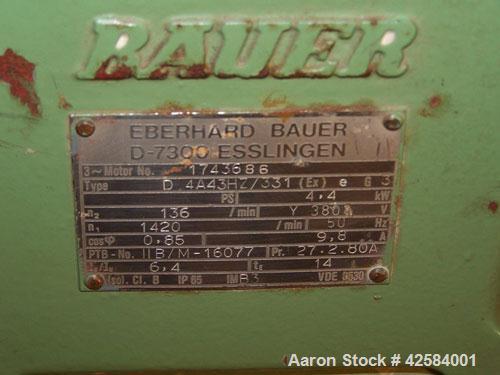 BAUER
EBERHARD BAUER
D-7300 ESSLINGEN
3~Motor No. 1743686
Type D 4A43HZ/331 (Ex) e G 3
PS 4,4 kW
n2 136 /min Y 380 V
n1 1420 /min 50 Hz
cosφ 0,85 9,8 A
PTB-No. IIB/M-16077 Pr. 27.2.80A
6,4 tE 14 s
Isol. Cl. B IP 65 IM B3 VDE 0530
Aaron Stock # 42584001